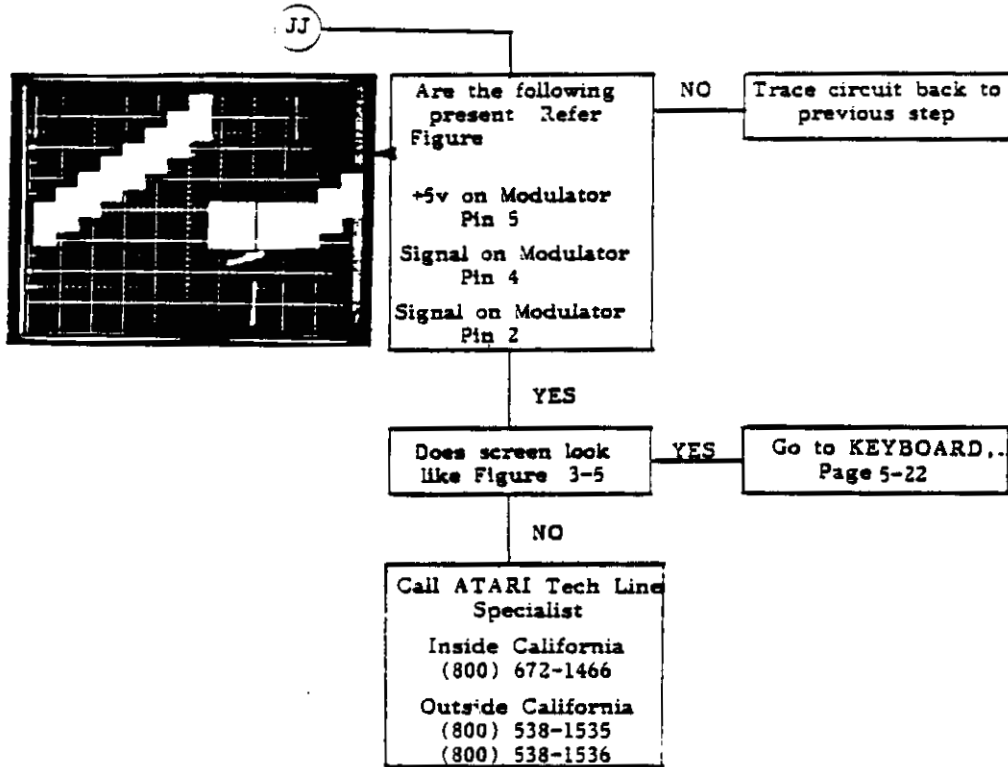 JJ
Are the following
present Refer
Figure
+5v on Modulator
Pin 5
Signal on Modulator
Pin 4
Signal on Modulator
Pin 2
NO
Trace circuit back to
previous step
YES
Does screen look
like Figure 3-5
YES
Go to KEYBOARD,..
Page 5-22
NO
Call ATARI Tech Line
Specialist
Inside California
(800) 672-1466
Outside California
(800) 538-1535
(800) 538-1536